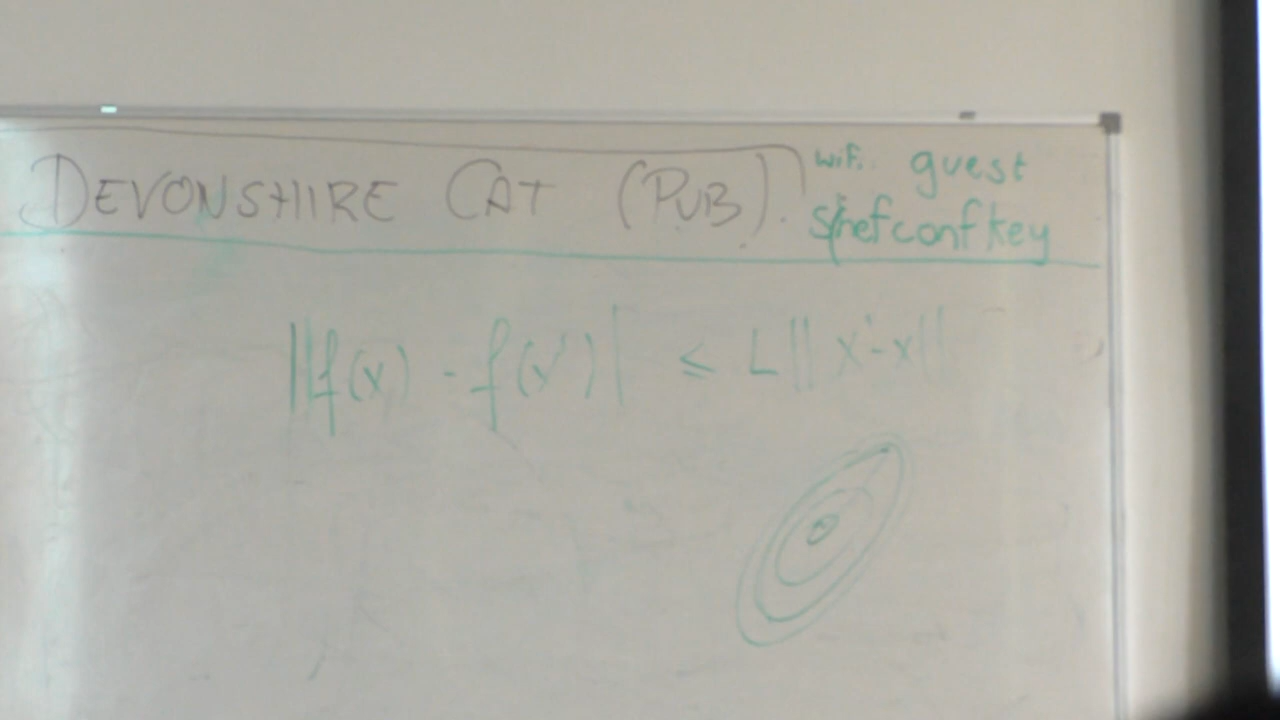 DEVONSHIRE CAT (PUB).
wifi guest
shefconfkey
||f(x) - f(x')| ≤ L||x'-x||